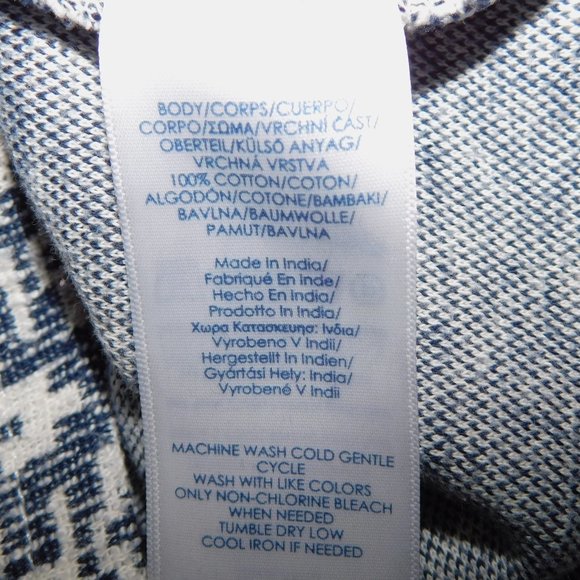 BODY/CORPS/CUERPO/
CORPO/ΣΩΜΑ/VRCHNÍ ČÁST/
OBERTEIL/KÜLSŐ ANYAG/
VRCHNÁ VRSTVA
100% COTTON/COTON/
ALGODÓN/COTONE/BAMBAKI/
BAVLNA/BAUMWOLLE/
PAMUT/BAVLNA
Made In India/
Fabriqué En Inde/
Hecho En India/
Prodotto In India/
Χωρα Κατασκευησ: Ινδια/
Vyrobeno V Indii/
Hergestellt In Indien/
Gyártási Hely: India/
Vyrobené V Indii
MACHINE WASH COLD GENTLE
CYCLE
WASH WITH LIKE COLORS
ONLY NON-CHLORINE BLEACH
WHEN NEEDED
TUMBLE DRY LOW
COOL IRON IF NEEDED